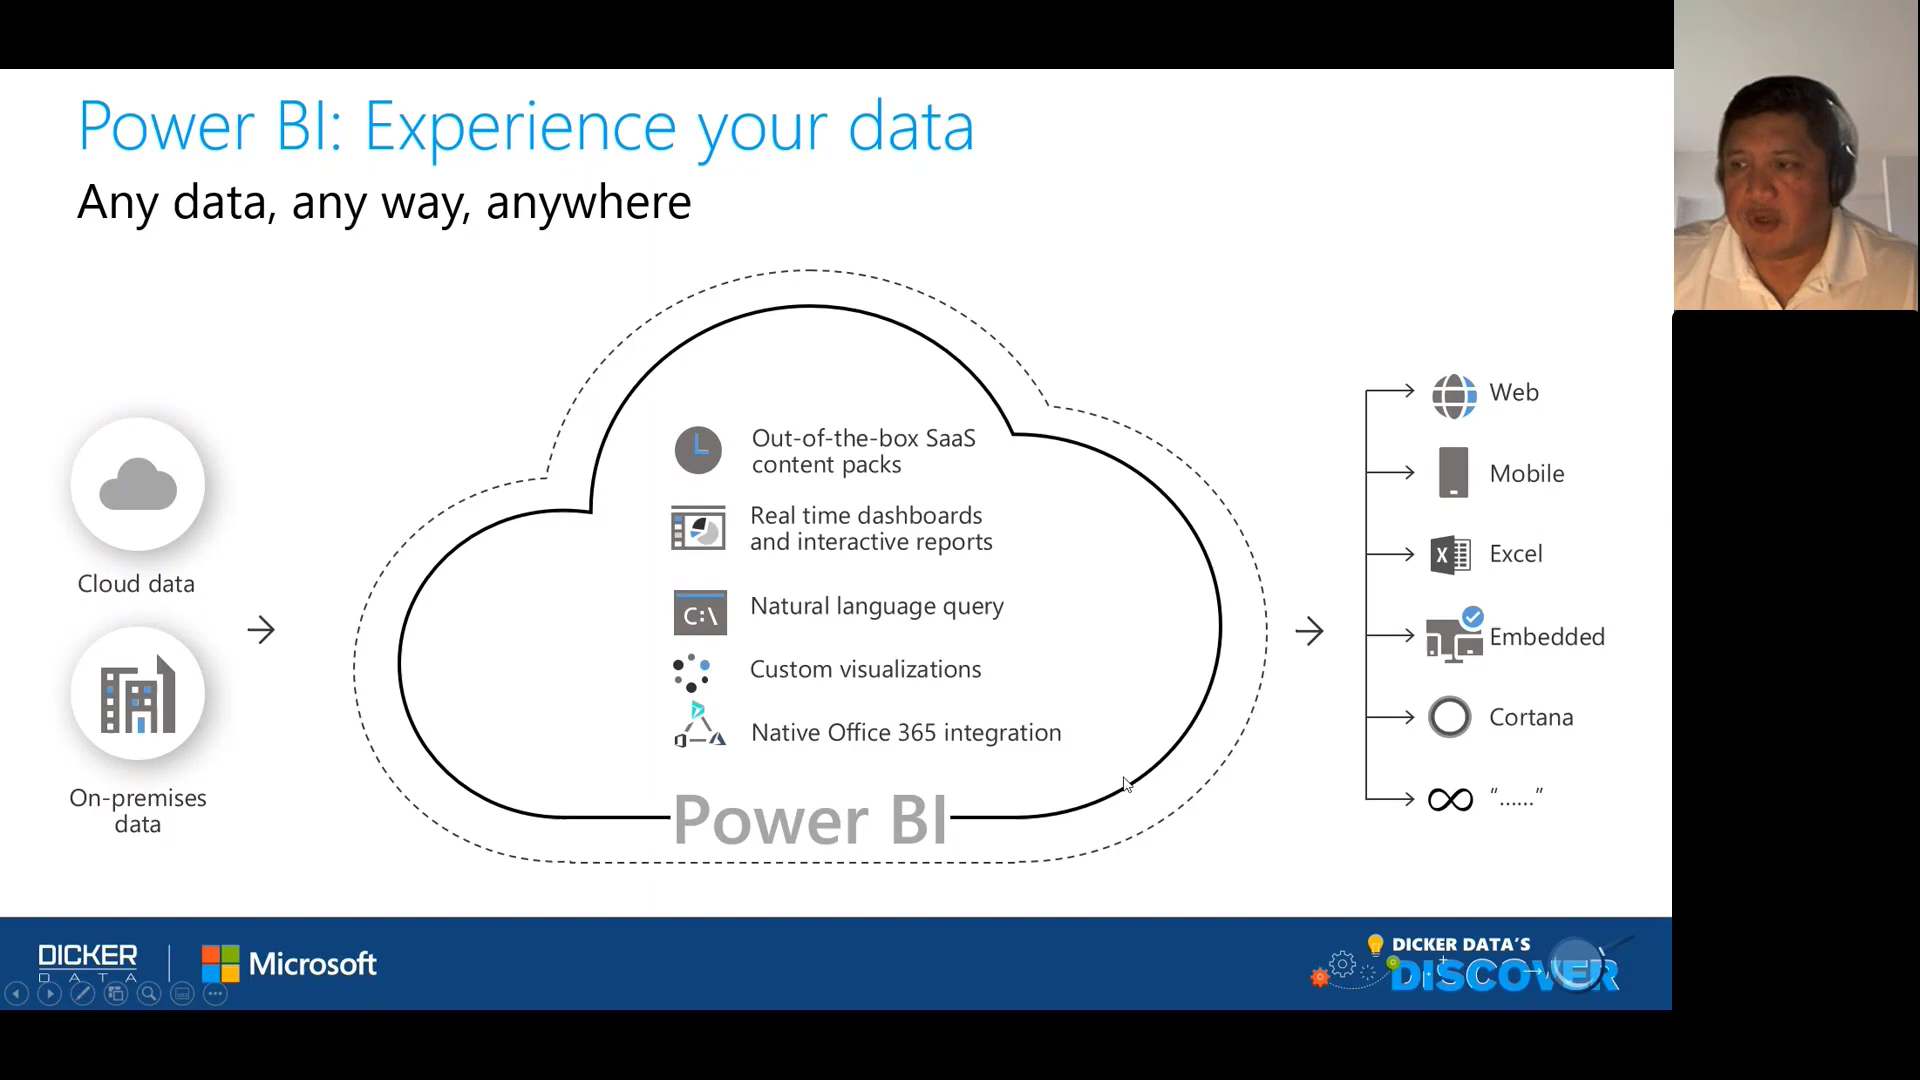 Power BI: Experience your data
Any data, any way, anywhere
Cloud data
On-premises
data
Out-of-the-box SaaS
content packs
Real time dashboards
and interactive reports
C:\
Natural language query
Custom visualizations
Native Office 365 integration
Power BI
Web
Mobile
X
Excel
Embedded
Cortana
“......”
DICKER
DATA
Microsoft
DICKER DATA'S
DISCOVER